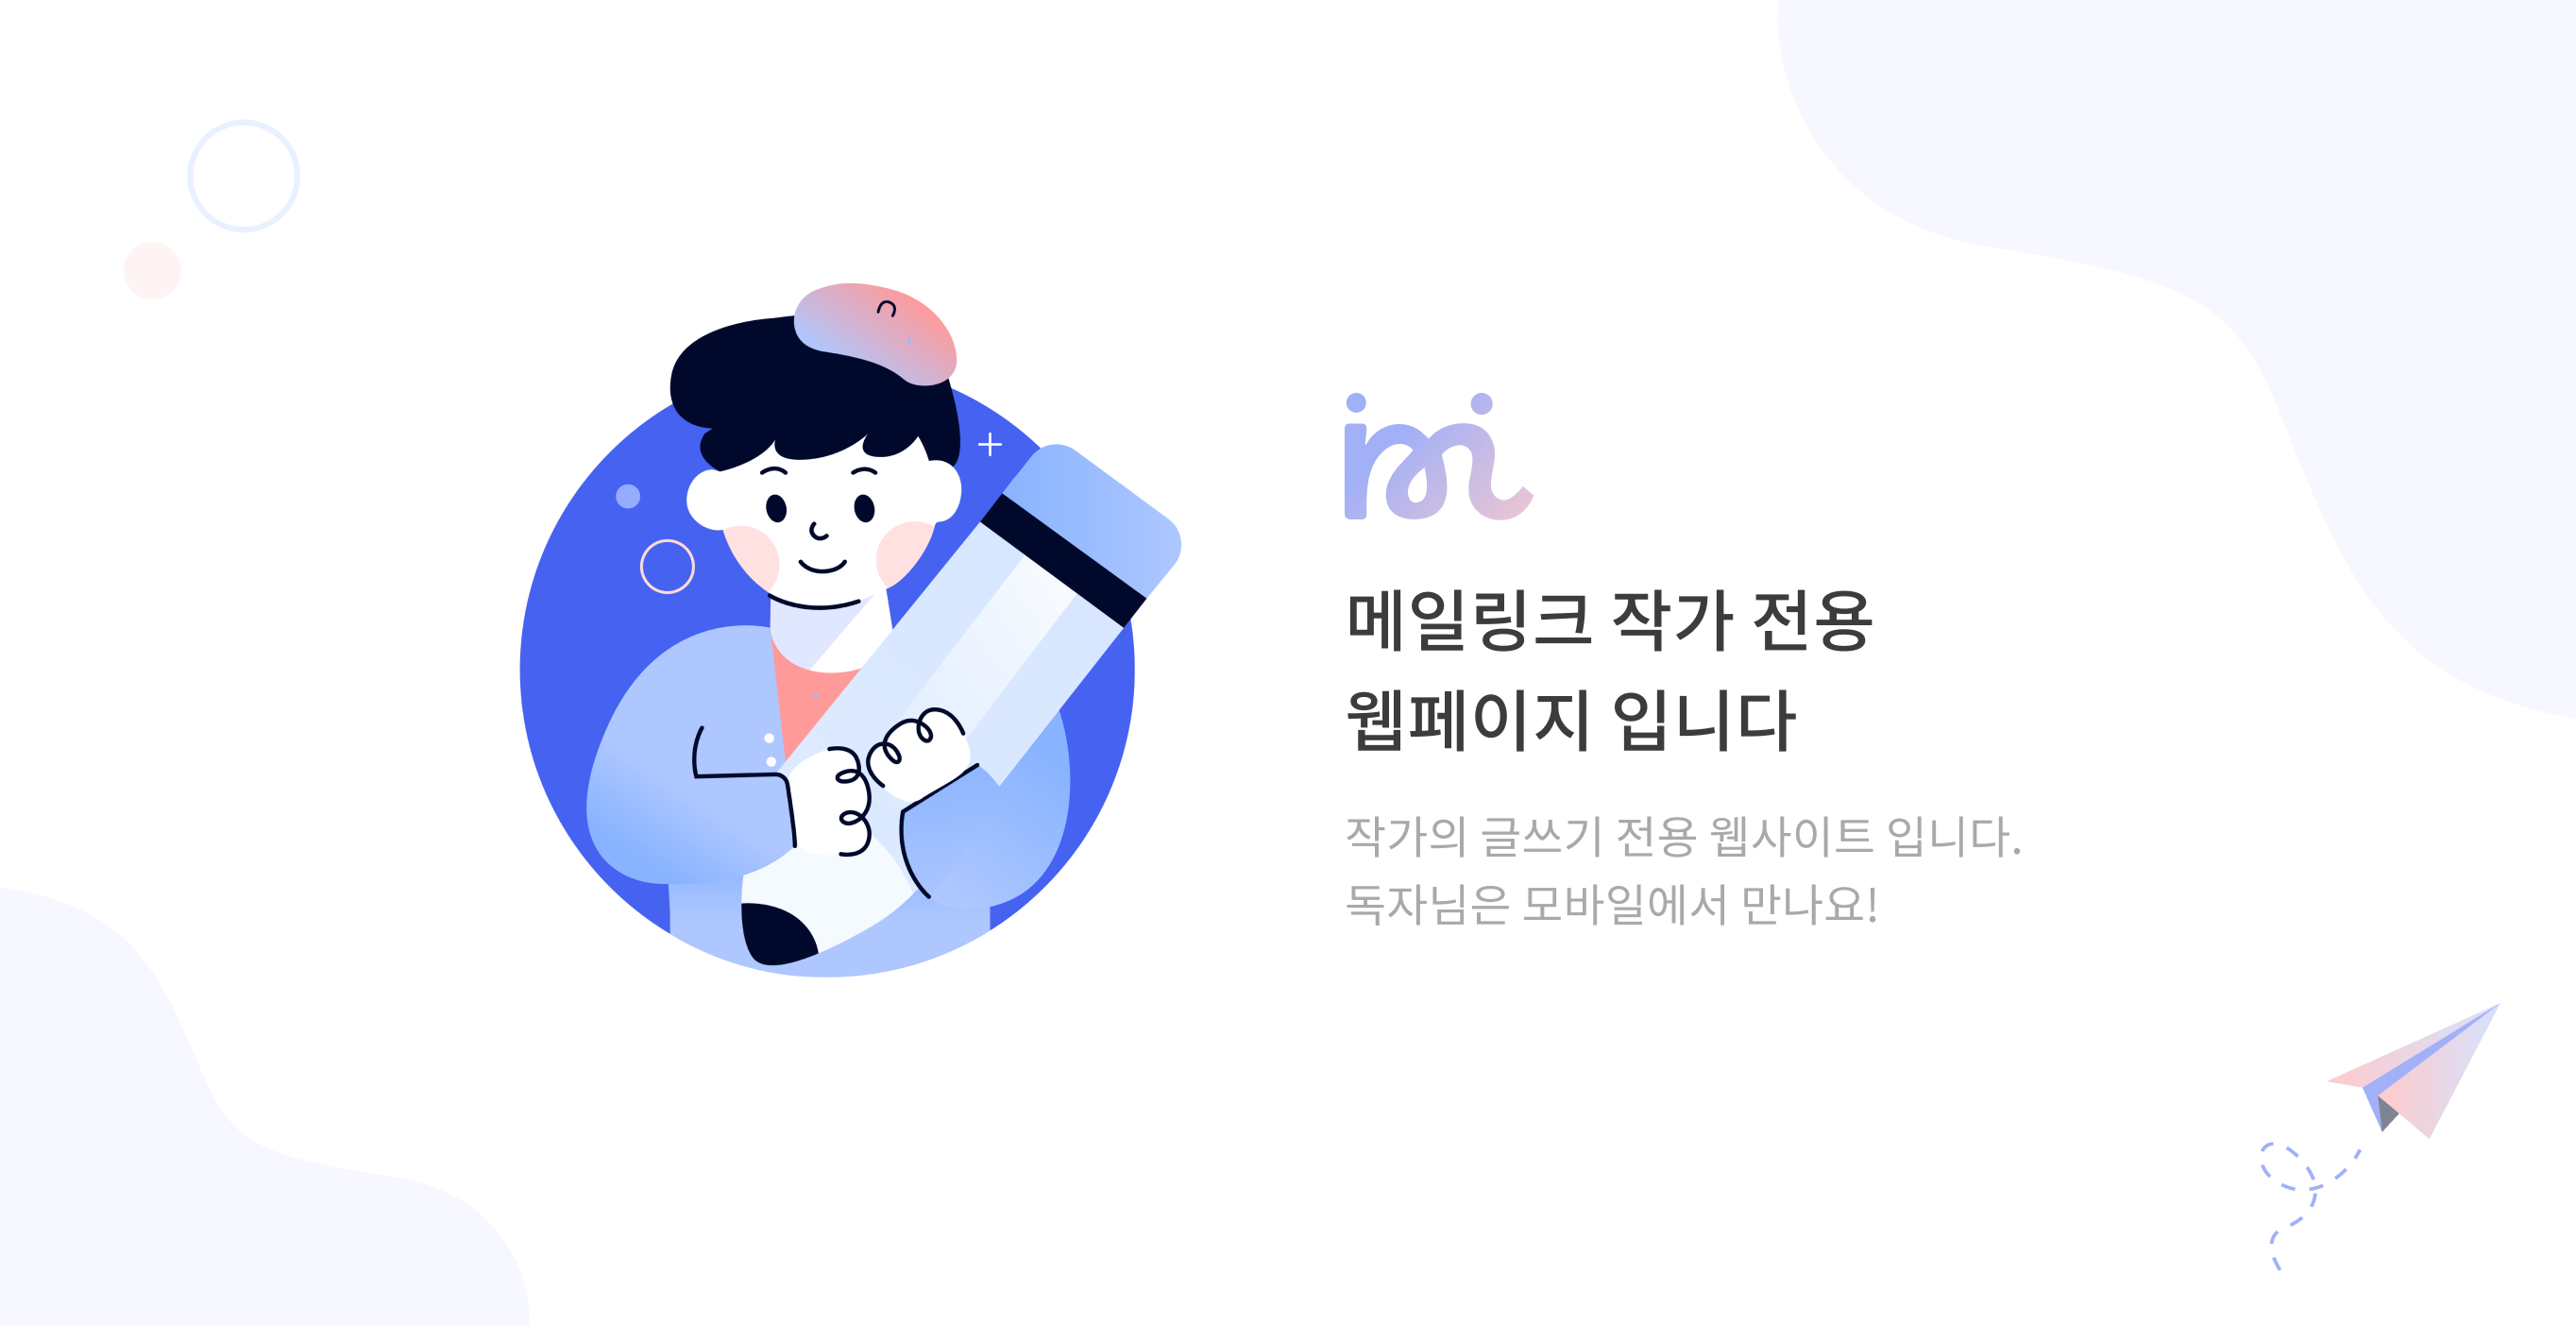 메일링크 작가 전용
웹페이지 입니다
작가의 글쓰기 전용 웹사이트 입니다.
독자님은 모바일에서 만나요!